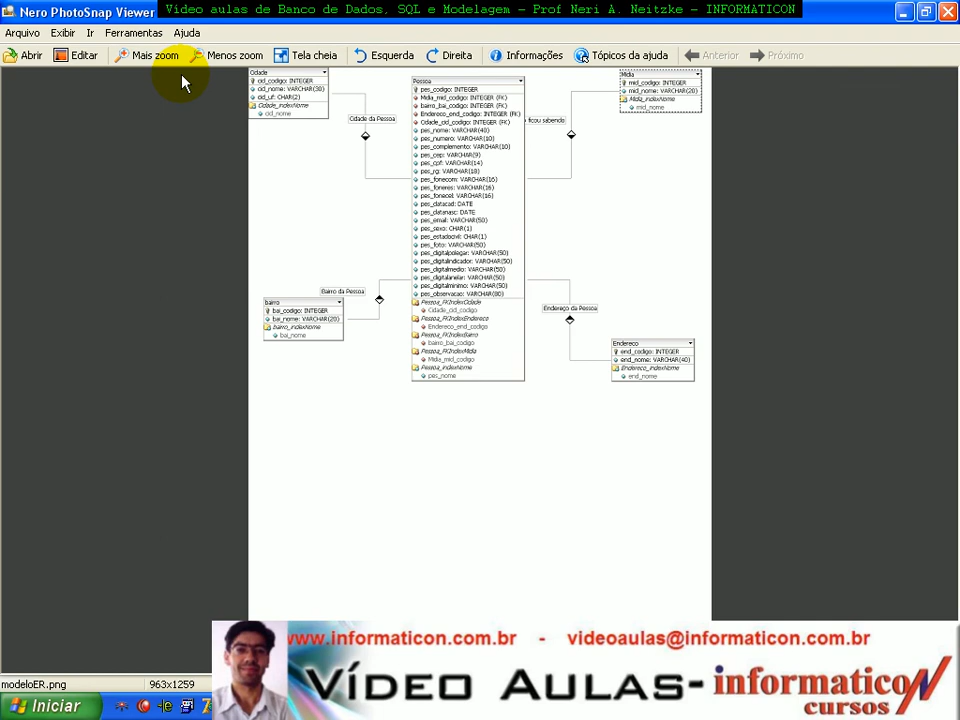 Nero PhotoSnap Viewer
Vídeo aulas de Banco de Dados, SQL e Modelagem – Prof Neri A. Neitzke - INFORMATICON
Arquivo Exibir Ir Ferramentas Ajuda
Abrir Editar Mais zoom Menos zoom Tela cheia Esquerda Direita Informações Tópicos da ajuda Anterior Próximo
Cidade
cid_codigo: INTEGER
cid_nome: VARCHAR(30)
cid_uf: CHAR(2)
Cidade_indexNome
cid_nome
Cidade da Pessoa
Pessoa
pes_codigo: INTEGER
Midia_mid_codigo: INTEGER (FK)
bairro_bai_codigo: INTEGER (FK)
Endereco_end_codigo: INTEGER (FK)
Cidade_cid_codigo: INTEGER (FK)
pes_nome: VARCHAR(40)
pes_numero: VARCHAR(10)
pes_complemento: VARCHAR(10)
pes_cep: VARCHAR(9)
pes_cpf: VARCHAR(14)
pes_rg: VARCHAR(18)
pes_fonecom: VARCHAR(16)
pes_foneres: VARCHAR(16)
pes_fonecel: VARCHAR(16)
pes_datacad: DATE
pes_datanasc: DATE
pes_email: VARCHAR(50)
pes_sexo: CHAR(1)
pes_estadocivil: CHAR(1)
pes_foto: VARCHAR(50)
pes_digitalpolegar: VARCHAR(50)
pes_digitalindicador: VARCHAR(50)
pes_digitalmedio: VARCHAR(50)
pes_digitalanelar: VARCHAR(50)
pes_digitalminimo: VARCHAR(50)
pes_observacao: VARCHAR(80)
Pessoa_FKIndexCidade
Cidade_cid_codigo
Pessoa_FKIndexEndereco
Endereco_end_codigo
Pessoa_FKIndexBairro
bairro_bai_codigo
Pessoa_FKIndexMidia
Midia_mid_codigo
Pessoa_indexNome
pes_nome
ficou sabendo
Midia
mid_codigo: INTEGER
mid_nome: VARCHAR(20)
Midia_indexNome
mid_nome
Bairro da Pessoa
bairro
bai_codigo: INTEGER
bai_nome: VARCHAR(20)
bairro_indexNome
bai_nome
Endereço da Pessoa
Endereco
end_codigo: INTEGER
end_nome: VARCHAR(40)
Endereco_indexNome
end_nome
www.informaticon.com.br - videoaulas@informaticon.com.br
VÍDEO AULAS- informaticoN
cursos
modeloER.png 963x1259
Iniciar